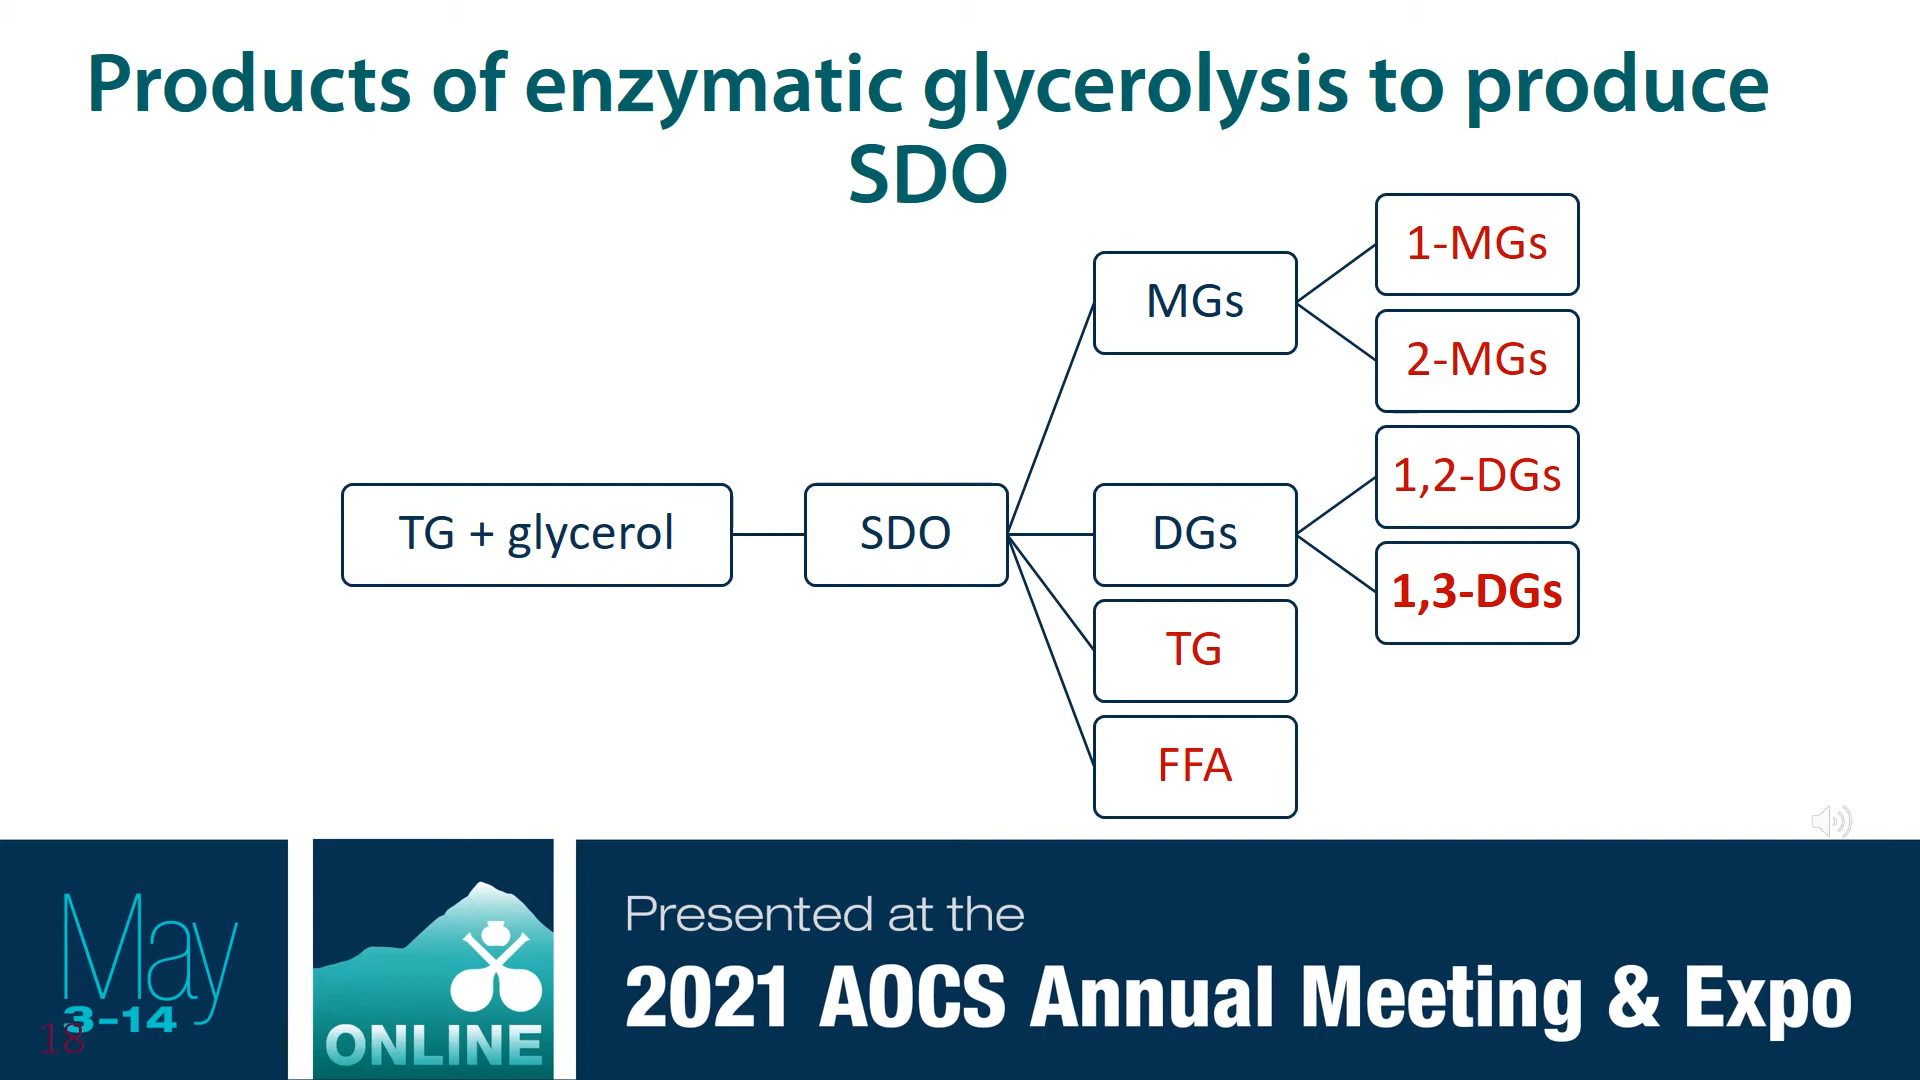 Products of enzymatic glycerolysis to produce
SDO
TG + glycerol
SDO
MGs
1-MGs
2-MGs
DGs
1,2-DGs
1,3-DGs
TG
FFA
May
3-14
18
ONLINE
Presented at the
2021 AOCS Annual Meeting & Expo